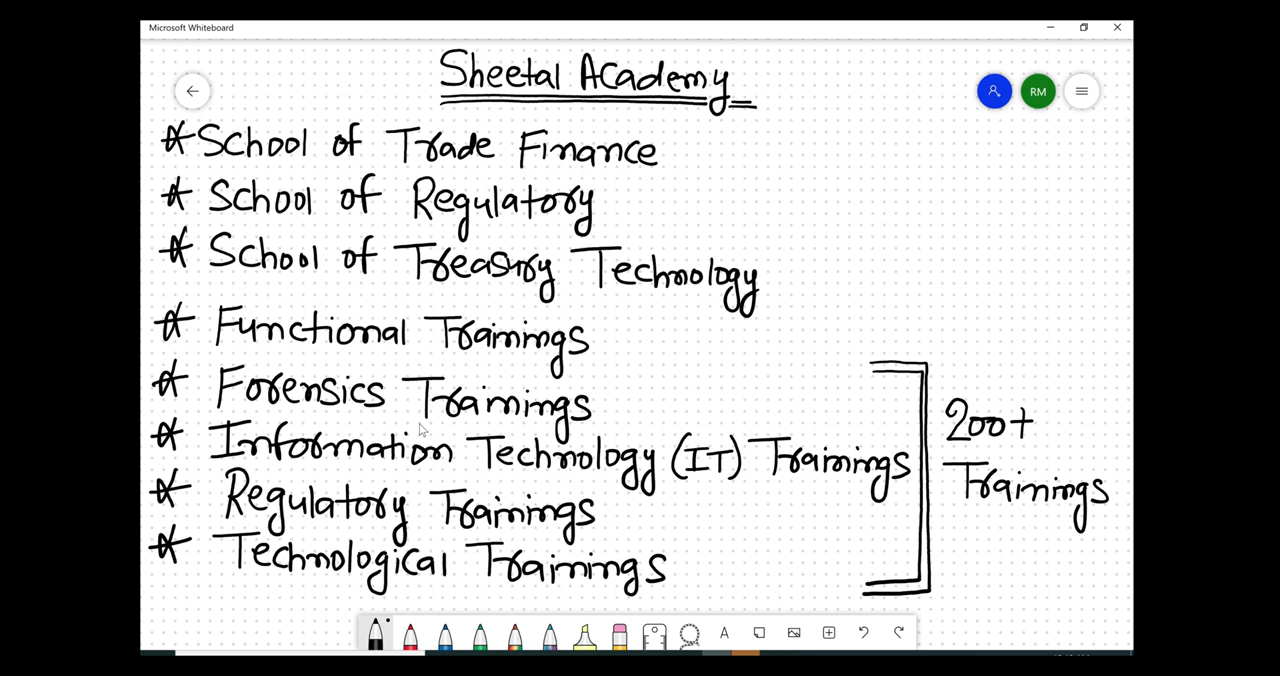 Microsoft Whiteboard
Sheetal Academy
RM
* School of Trade Finance
* School of Regulatory
* School of Treasury Technology
* Functional Trainings
* Forensics Trainings
* Information Technology (IT) Trainings
* Regulatory Trainings
* Technological Trainings
200+
Trainings
A